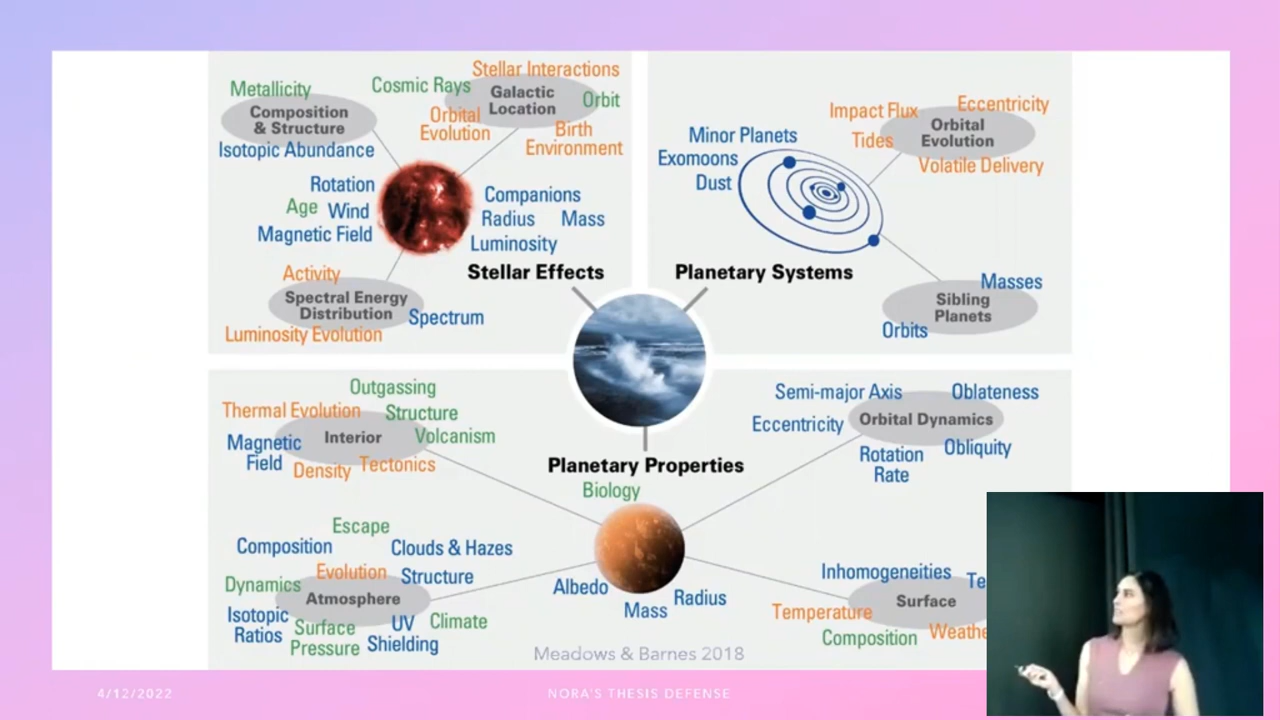 Metallicity
Composition
& Structure
Isotopic Abundance
Cosmic Rays
Stellar Interactions
Galactic
Location
Orbit
Orbital
Evolution
Birth
Environment
Rotation
Age
Wind
Magnetic Field
Companions
Radius
Mass
Luminosity
Activity
Spectral Energy
Distribution
Spectrum
Luminosity Evolution
Stellar Effects
Minor Planets
Exomoons
Dust
Impact Flux
Eccentricity
Orbital
Evolution
Tides
Volatile Delivery
Planetary Systems
Masses
Sibling
Planets
Orbits
Outgassing
Thermal Evolution
Structure
Interior
Volcanism
Magnetic
Field
Density
Tectonics
Planetary Properties
Biology
Semi-major Axis
Oblateness
Eccentricity
Orbital Dynamics
Rotation
Rate
Obliquity
Escape
Composition
Clouds & Hazes
Evolution
Structure
Dynamics
Atmosphere
Isotopic
Ratios
Surface
Pressure
UV
Shielding
Climate
Albedo
Mass
Radius
Inhomogeneities
Te
Surface
Temperature
Composition
Weathe
Meadows & Barnes 2018
4/12/2022
NORA'S THESIS DEFENSE